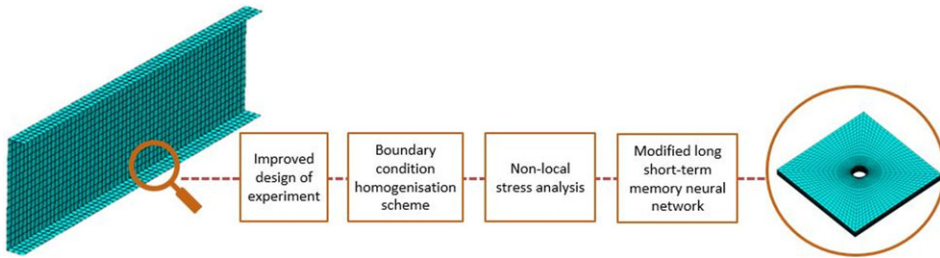 Improved
design of
experiment
Boundary
condition
homogenisation
scheme
Non-local
stress analysis
Modified long
short-term
memory neural
network